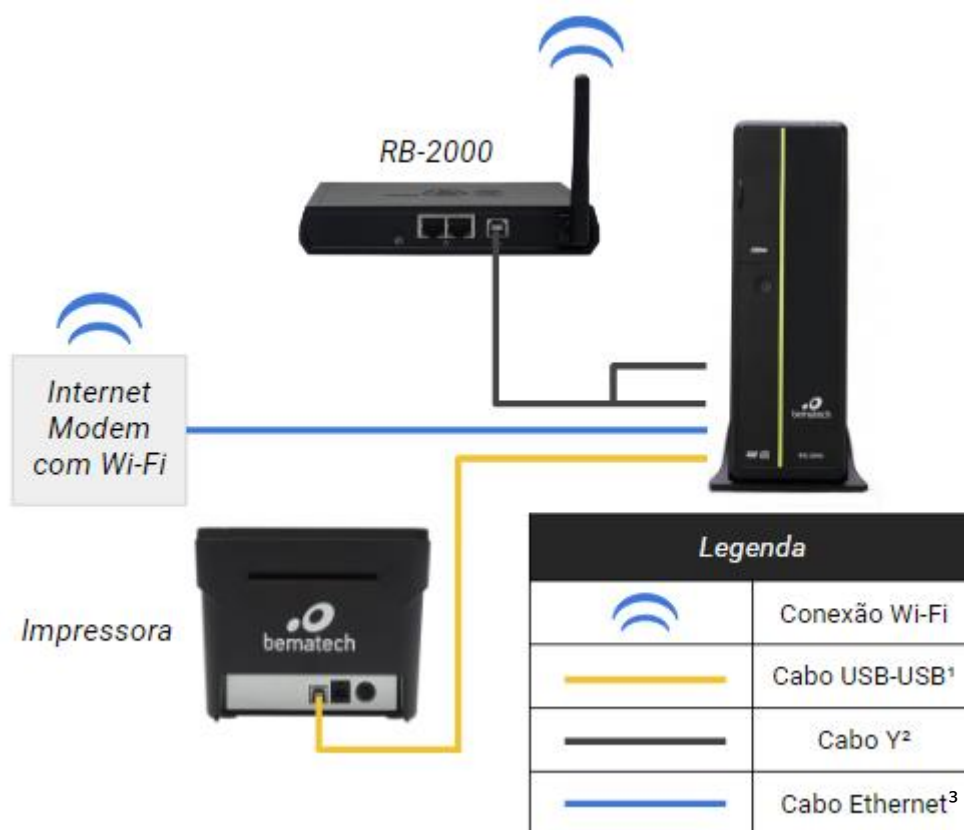 RB-2000
Internet
Modem
com Wi-Fi
bematech
Impressora
bematech
Legenda
Conexão Wi-Fi
Cabo USB-USB¹
Cabo Y²
Cabo Ethernet³